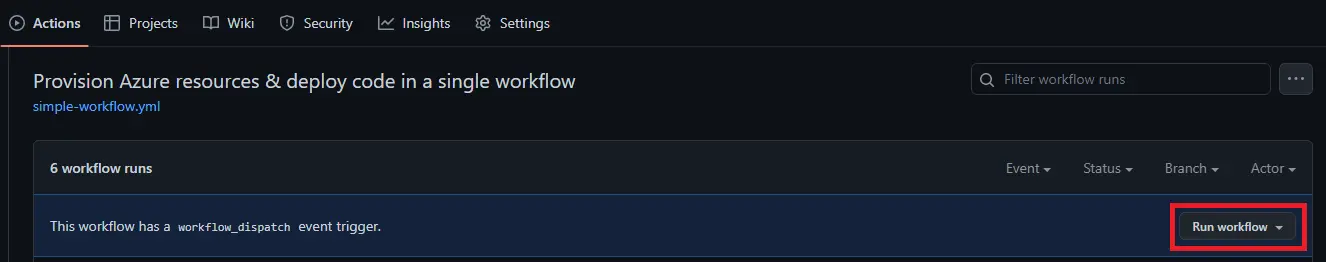 Actions Projects Wiki Security Insights Settings
Provision Azure resources & deploy code in a single workflow
Filter workflow runs
simple-workflow.yml
6 workflow runs Event Status Branch Actor
This workflow has a workflow_dispatch event trigger. Run workflow